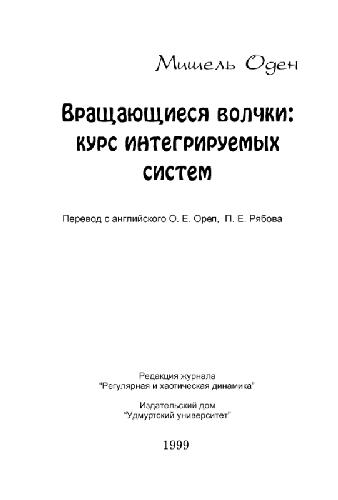 Мишель Оден
Вращающиеся волчки:
курс интегрируемых
систем
Перевод с английского О. Е. Орел, П. Е. Рябова
Редакция журнала
"Регулярная и хаотическая динамика"
Издательский дом
"Удмуртский университет"
1999